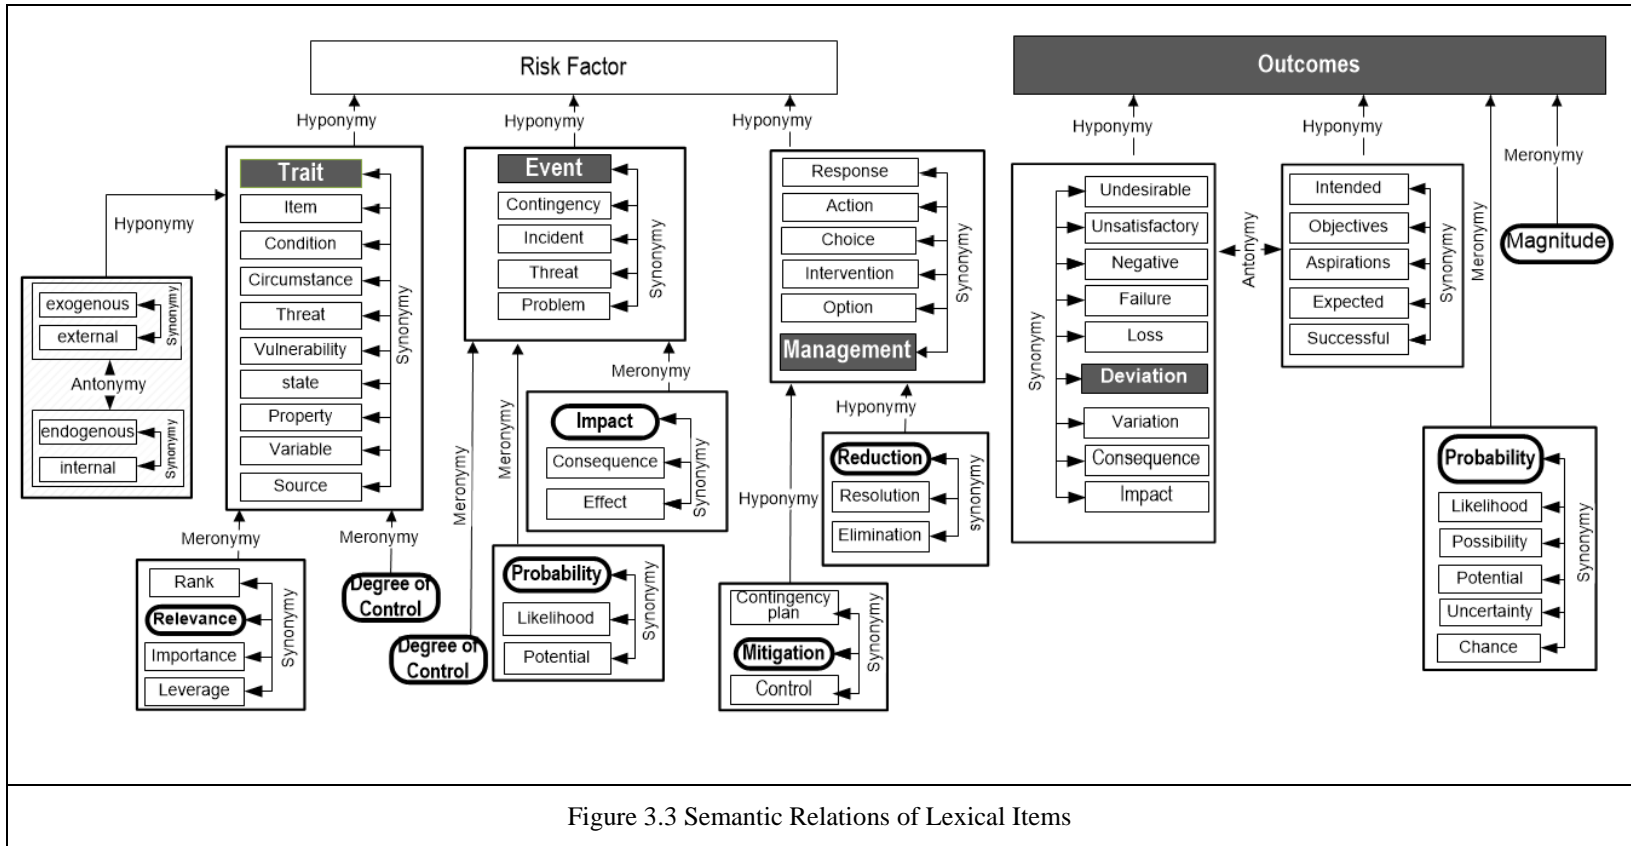 Risk Factor
Outcomes
Hyponymy
Hyponymy
Hyponymy
Hyponymy
Hyponymy
Meronymy
Meronymy
Magnitude
Hyponymy
exogenous
external
Synonymy
Antonymy
endogenous
internal
Synonymy
Trait
Item
Condition
Circumstance
Threat
Vulnerability
state
Property
Variable
Source
Synonymy
Meronymy
Meronymy
Rank
Relevance
Importance
Leverage
Synonymy
Degree of
Control
Event
Contingency
Incident
Threat
Problem
Synonymy
Meronymy
Meronymy
Meronymy
Degree of
Control
Impact
Consequence
Effect
Synonymy
Probability
Likelihood
Potential
Synonymy
Response
Action
Choice
Intervention
Option
Management
Synonymy
Hyponymy
Hyponymy
Reduction
Resolution
Elimination
synonymy
Contingency
plan
Mitigation
Control
Synonymy
Undesirable
Unsatisfactory
Negative
Failure
Loss
Deviation
Variation
Consequence
Impact
Synonymy
Antonymy
Intended
Objectives
Aspirations
Expected
Successful
Synonymy
Probability
Likelihood
Possibility
Potential
Uncertainty
Chance
Synonymy
Figure 3.3 Semantic Relations of Lexical Items